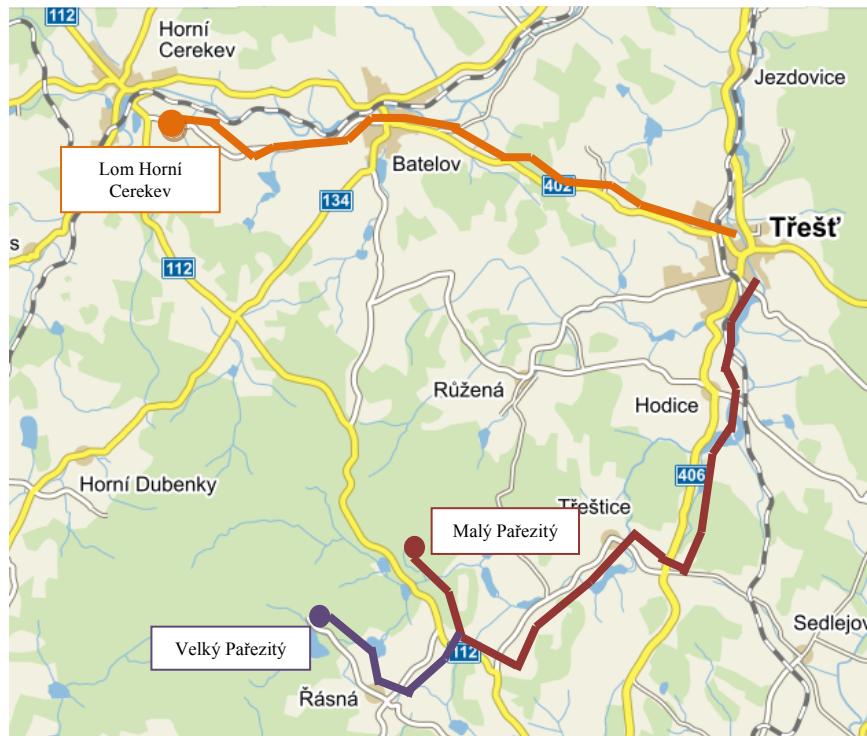 112
Horní
Cerekev
Jezdovice
Lom Horní
Cerekev
Batelov
402
134
Třešť
s
112
Růžená
Hodice
406
Horní Dubenky
Třeštice
Malý Pařezitý
Velký Pařezitý
112
Sedlejov
Řásná